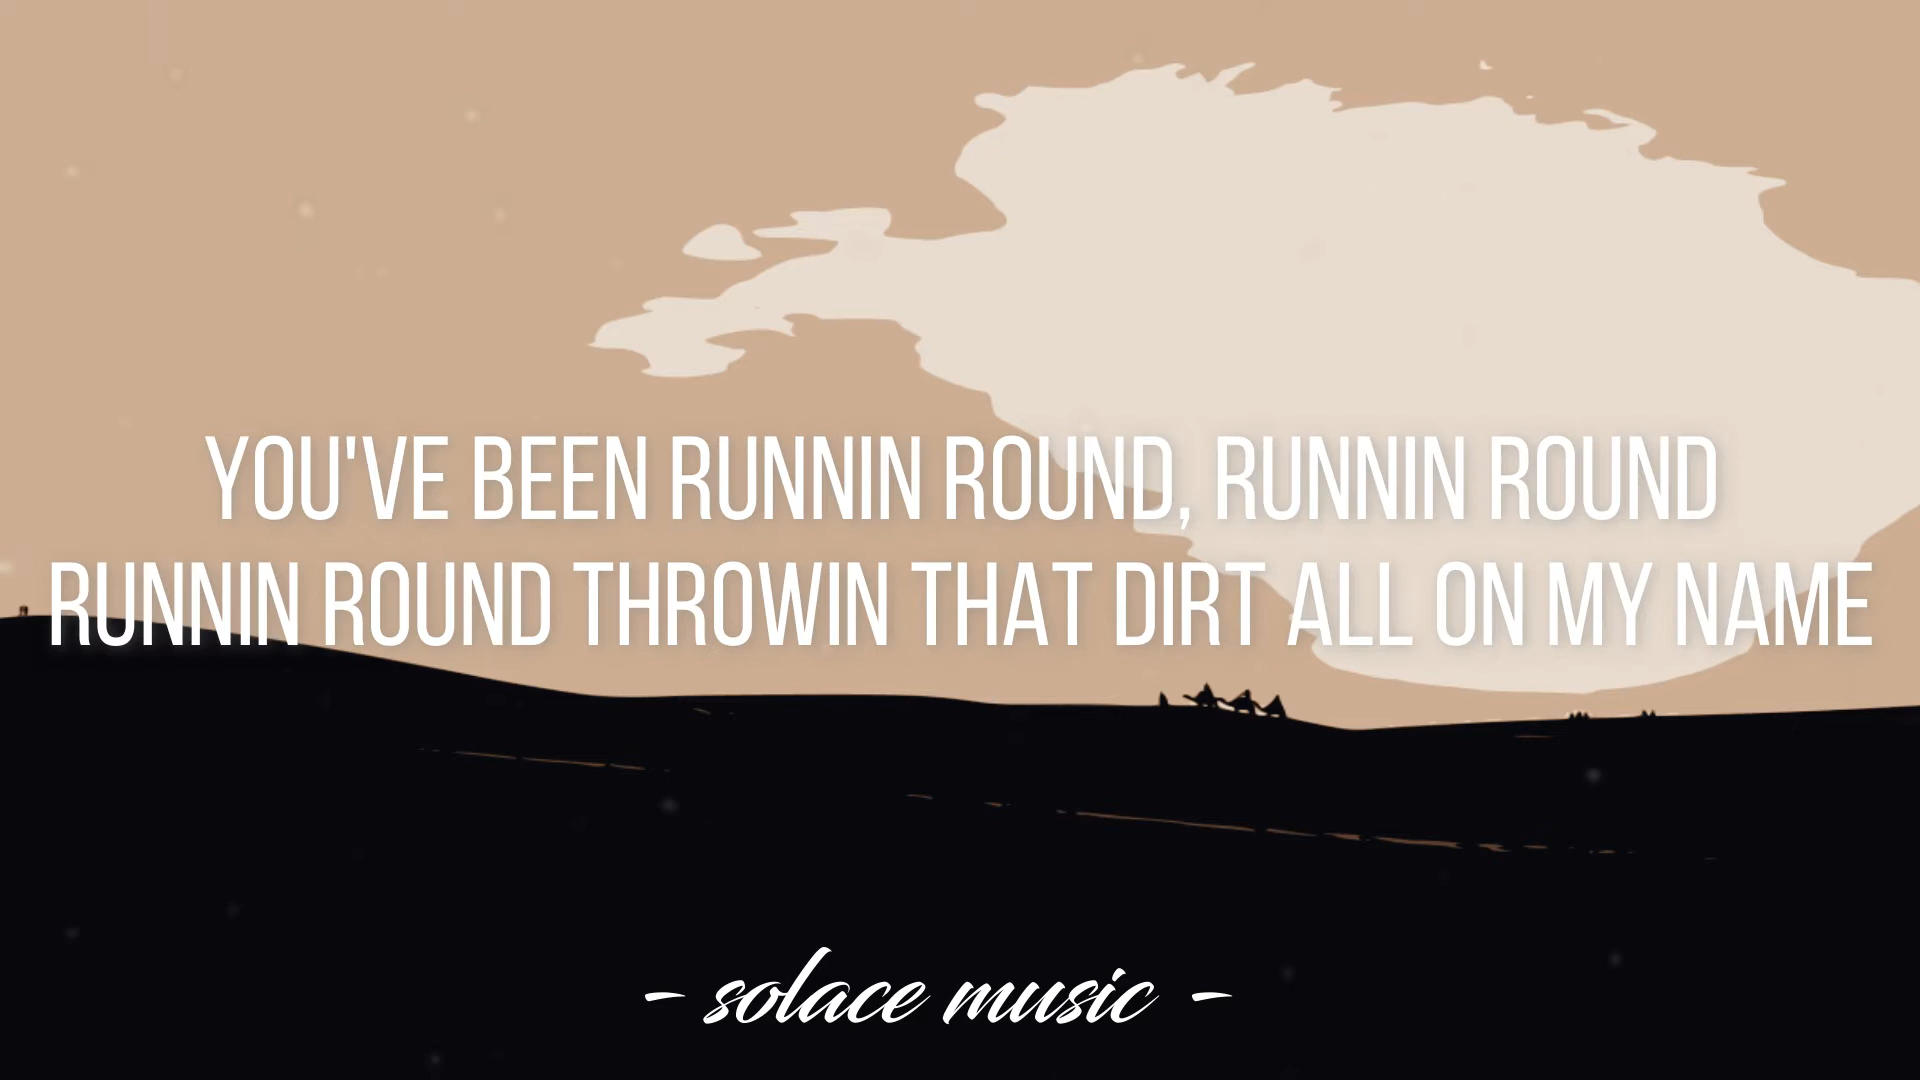 YOU'VE BEEN RUNNIN ROUND, RUNNIN ROUND
RUNNIN ROUND THROWIN THAT DIRT ALL ON MY NAME
- solace music -